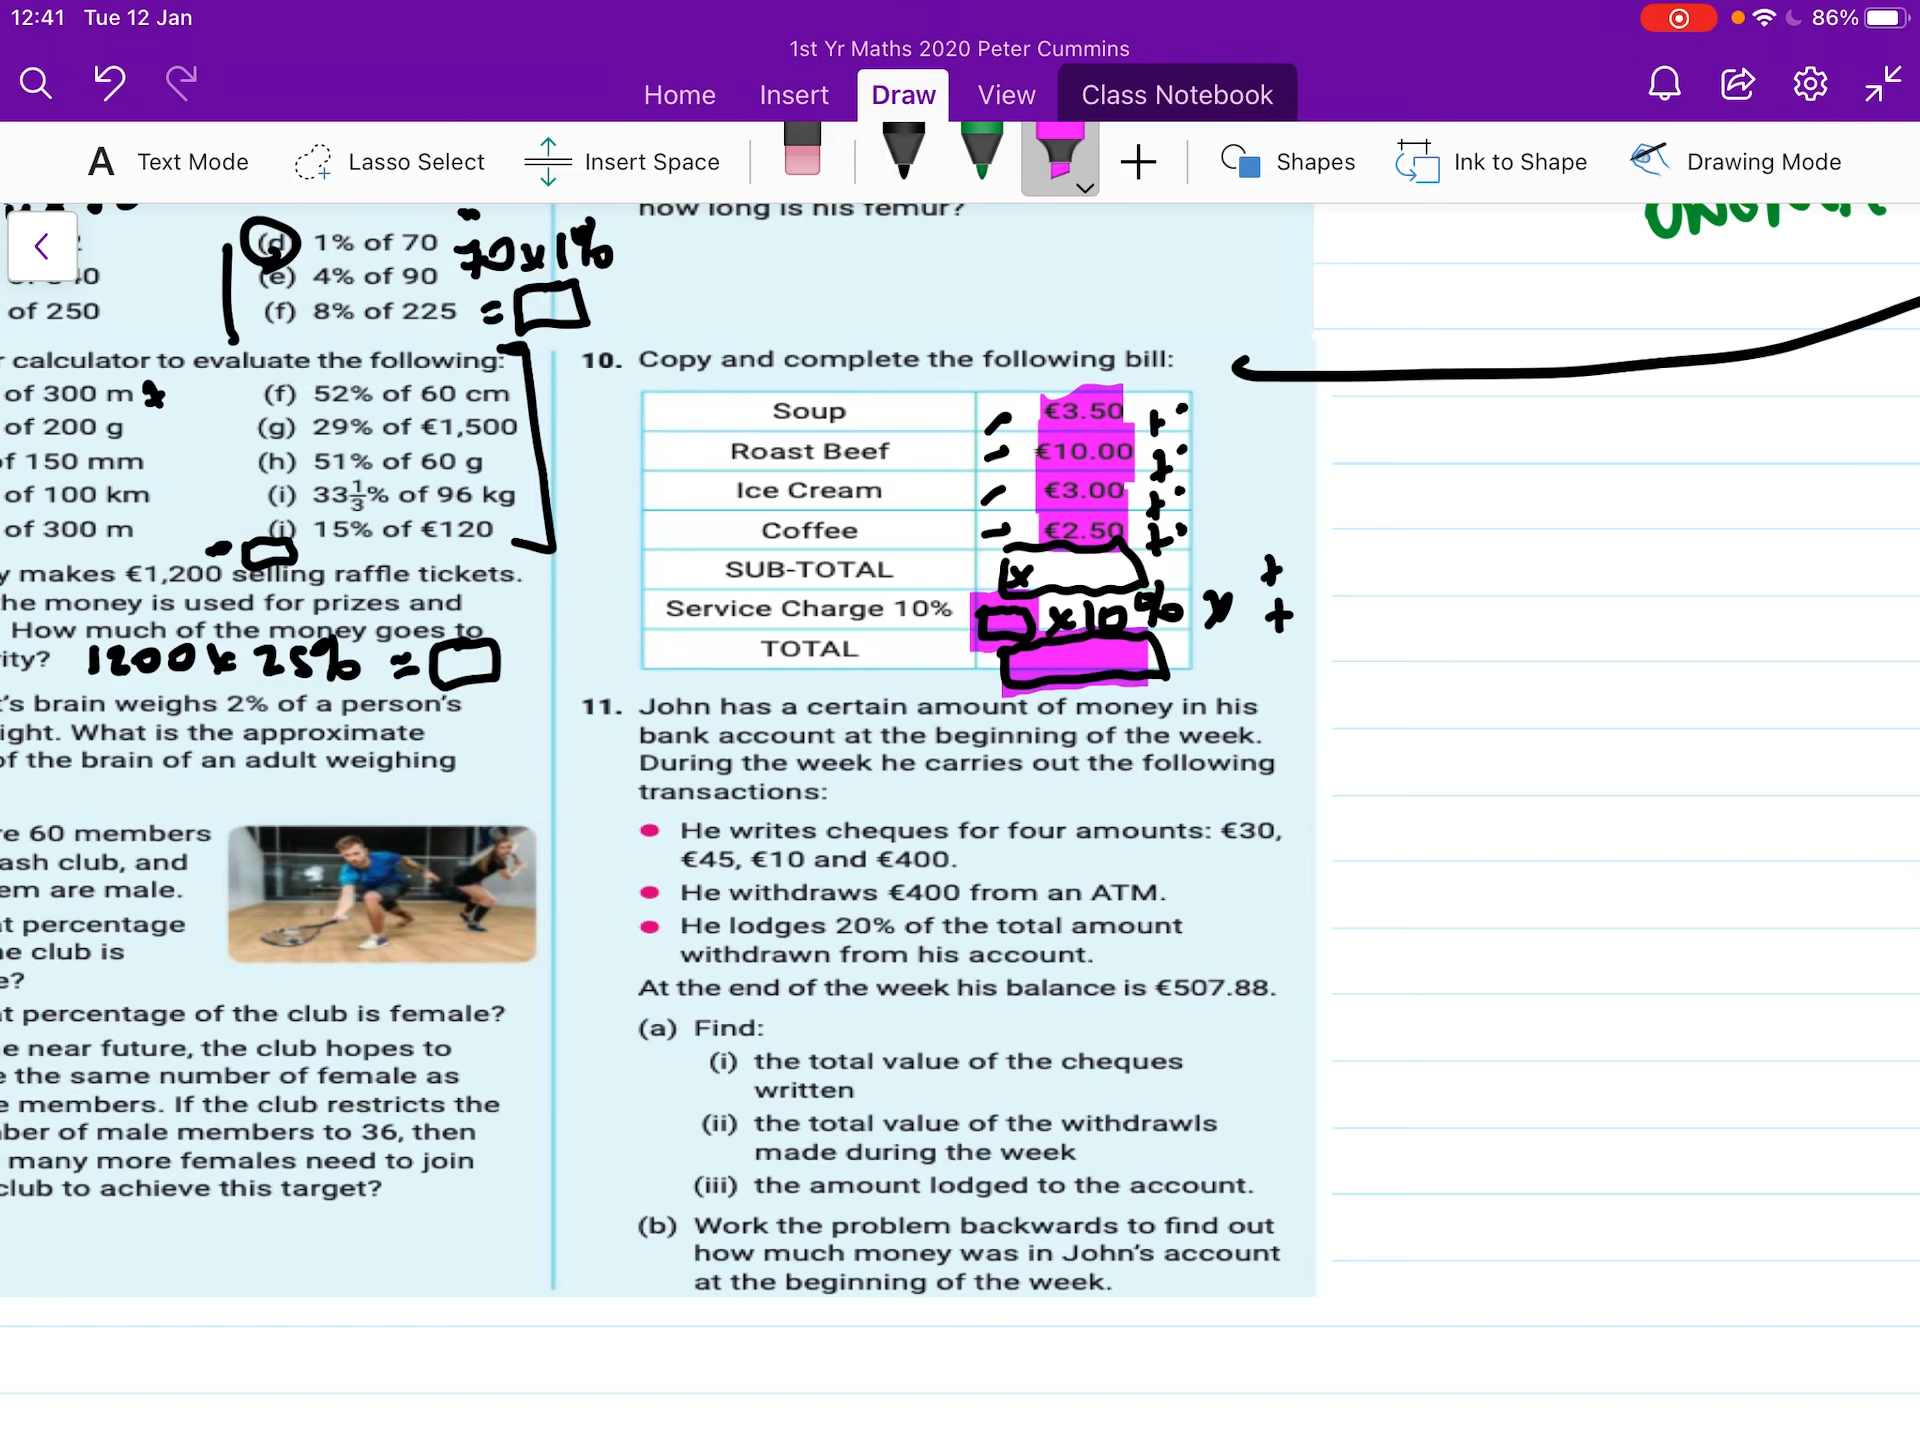 12:41 Tue 12 Jan
86%
1st Yr Maths 2020 Peter Cummins
Home Insert Draw View Class Notebook
A Text Mode Lasso Select Insert Space Shapes Ink to Shape Drawing Mode
(d) 1% of 70 70 x 1%
(e) 4% of 90
of 250 (f) 8% of 225 =
calculator to evaluate the following:
of 300 m (f) 52% of 60 cm
of 200 g (g) 29% of €1,500
of 150 mm (h) 51% of 60 g
of 100 km (i) 33⅓% of 96 kg
of 300 m (j) 15% of €120
makes €1,200 selling raffle tickets.
the money is used for prizes and
How much of the money goes to
1200 x 25% =
's brain weighs 2% of a person's
What is the approximate
of the brain of an adult weighing
60 members
club, and
are male.
percentage
club is
percentage of the club is female?
near future, the club hopes to
the same number of female as
members. If the club restricts the
of male members to 36, then
many more females need to join
club to achieve this target?
how long is his femur?
10. Copy and complete the following bill:
Soup €3.50 +
Roast Beef €10.00 +
Ice Cream €3.00 +
Coffee €2.50 +
SUB-TOTAL x +
Service Charge 10% x 10% x +
TOTAL
11. John has a certain amount of money in his
bank account at the beginning of the week.
During the week he carries out the following
transactions:
He writes cheques for four amounts: €30,
€45, €10 and €400.
He withdraws €400 from an ATM.
He lodges 20% of the total amount
withdrawn from his account.
At the end of the week his balance is €507.88.
(a) Find:
(i) the total value of the cheques
written
(ii) the total value of the withdrawls
made during the week
(iii) the amount lodged to the account.
(b) Work the problem backwards to find out
how much money was in John's account
at the beginning of the week.